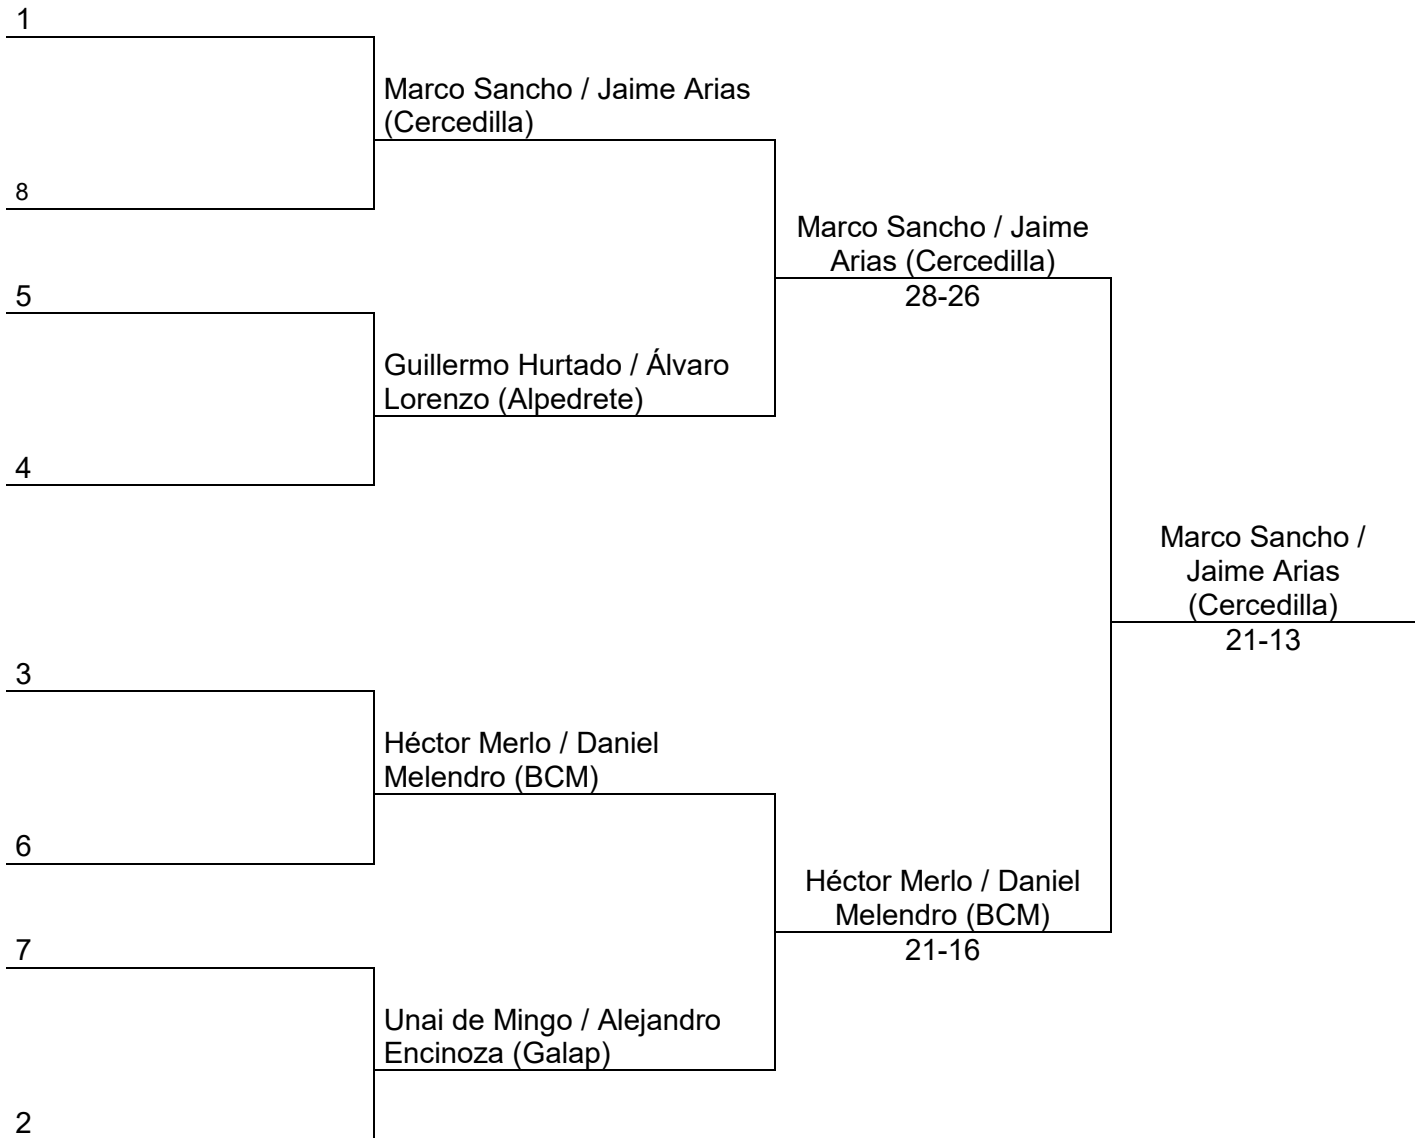 1
Marco Sancho / Jaime Arias
(Cercedilla)
8
Marco Sancho / Jaime
Arias (Cercedilla)
28-26
5
Guillermo Hurtado / Álvaro
Lorenzo (Alpedrete)
4
Marco Sancho /
Jaime Arias
(Cercedilla)
21-13
3
Héctor Merlo / Daniel
Melendro (BCM)
6
Héctor Merlo / Daniel
Melendro (BCM)
21-16
7
Unai de Mingo / Alejandro
Encinoza (Galap)
2